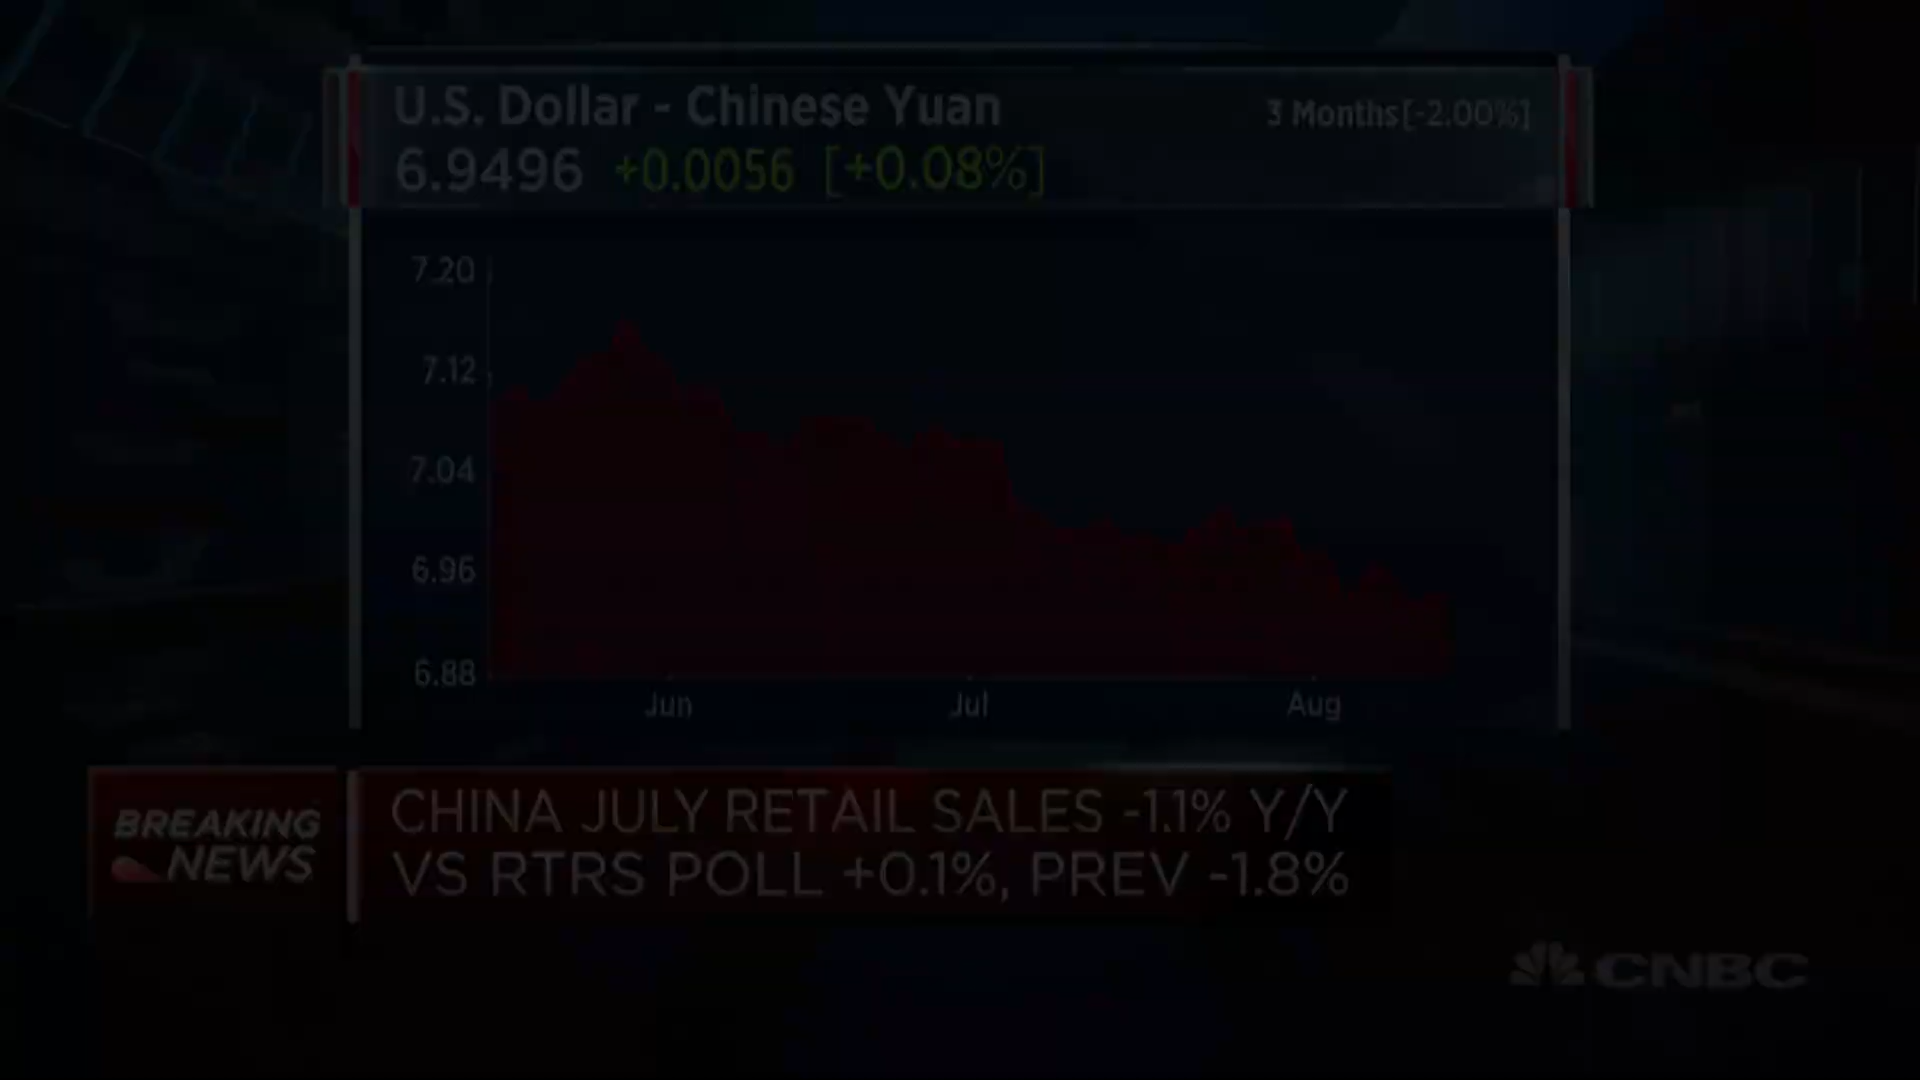 U.S. Dollar - Chinese Yuan
3 Months[-2.00%]
6.9496 +0.0056 [+0.08%]
7.20
7.12
7.04
6.96
6.88
Jun Jul Aug
BREAKING
NEWS
CHINA JULY RETAIL SALES -1.1% Y/Y
VS RTRS POLL +0.1%, PREV -1.8%
CNBC